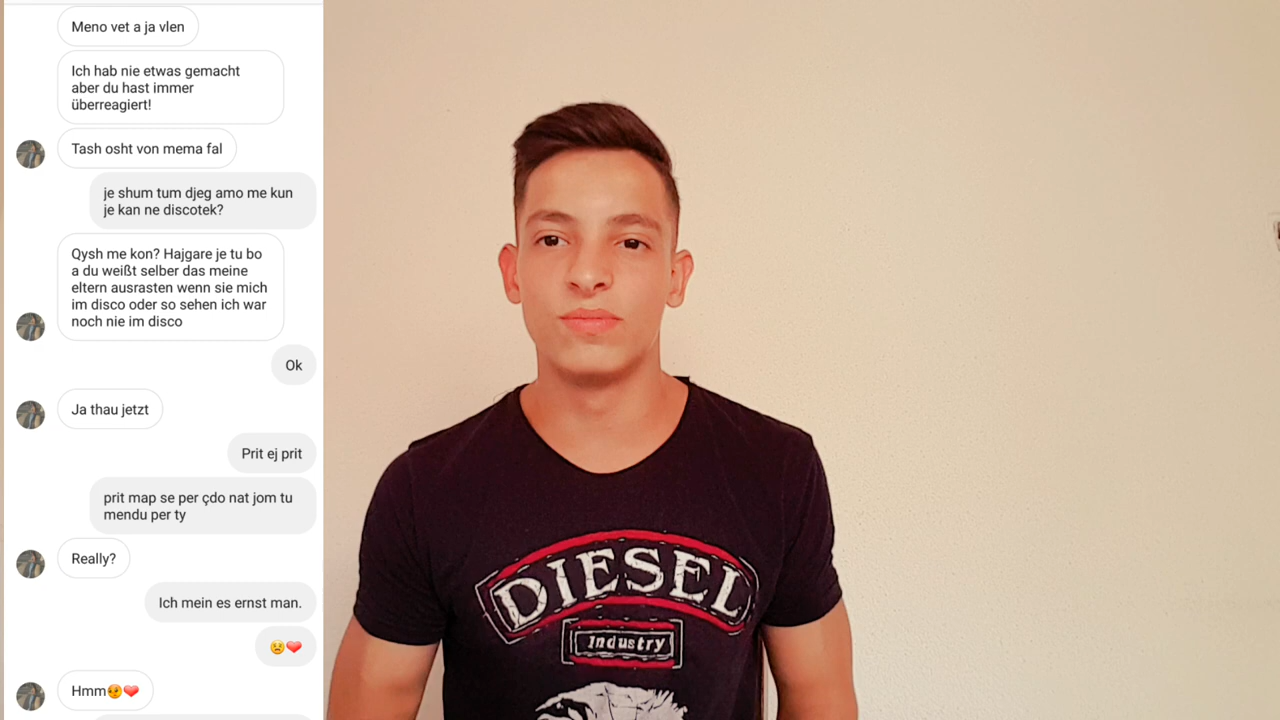 Meno vet a ja vlen
Ich hab nie etwas gemacht
aber du hast immer
überreagiert!
Tash osht von mema fal
je shum tum djeg amo me kun
je kan ne discotek?
Qysh me kon? Hajgare je tu bo
a du weißt selber das meine
eltern ausrasten wenn sie mich
im disco oder so sehen ich war
noch nie im disco
Ok
Ja thau jetzt
Prit ej prit
prit map se per çdo nat jom tu
mendu per ty
Really?
Ich mein es ernst man.
😣❤️
Hmm🤕❤️
DIESEL
Industry